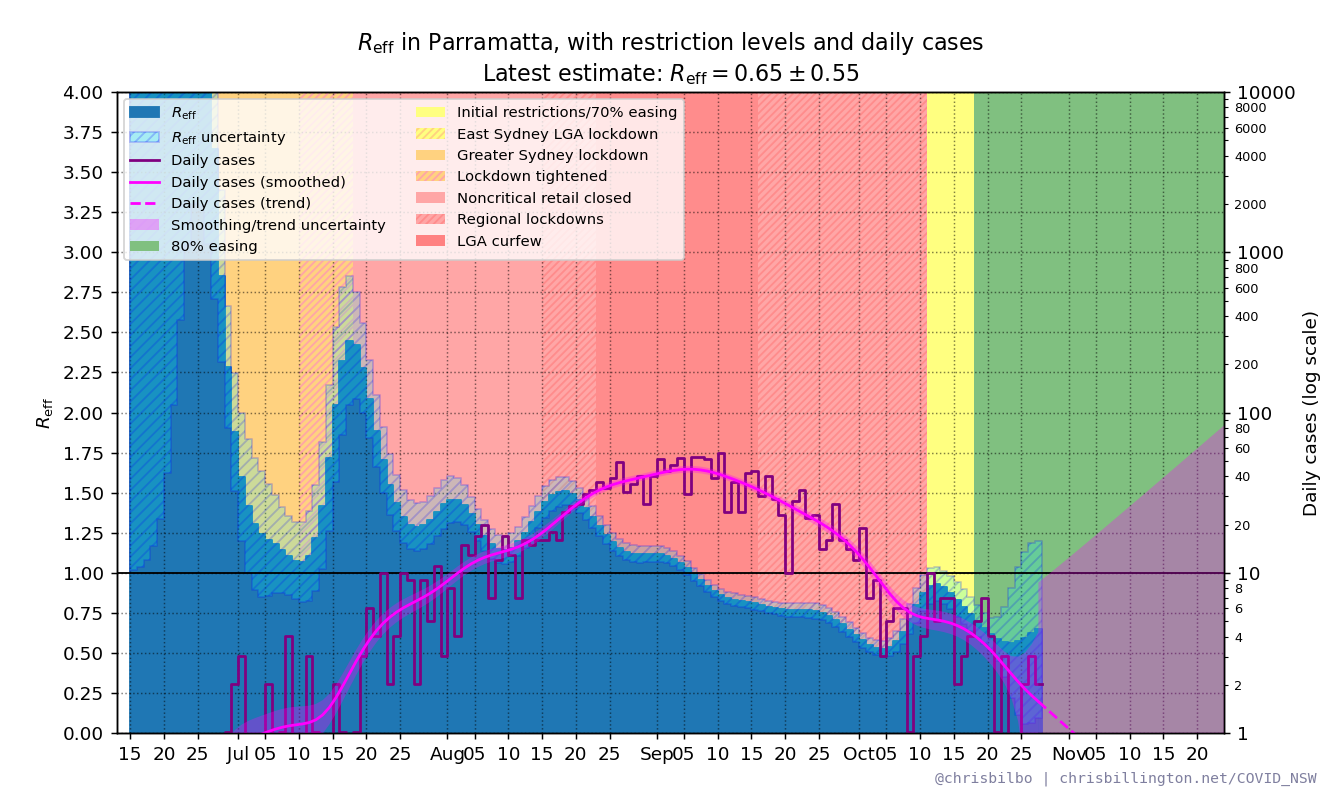 Reff in Parramatta, with restriction levels and daily cases
Latest estimate: Reff = 0.65 ± 0.55
Reff
Reff uncertainty
Daily cases
Daily cases (smoothed)
Daily cases (trend)
Smoothing/trend uncertainty
80% easing
Initial restrictions/70% easing
East Sydney LGA lockdown
Greater Sydney lockdown
Lockdown tightened
Noncritical retail closed
Regional lockdowns
LGA curfew
Reff
4.00
3.75
3.50
3.25
3.00
2.75
2.50
2.25
2.00
1.75
1.50
1.25
1.00
0.75
0.50
0.25
0.00
10000
8000
6000
4000
2000
1000
800
600
400
200
100
80
60
40
20
10
8
6
4
2
1
Daily cases (log scale)
15 20 25 Jul 05 10 15 20 25 Aug 05 10 15 20 25 Sep 05 10 15 20 25 Oct 05 10 15 20 25 Nov 05 10 15 20
@chrisbilbo | chrisbillington.net/COVID_NSW